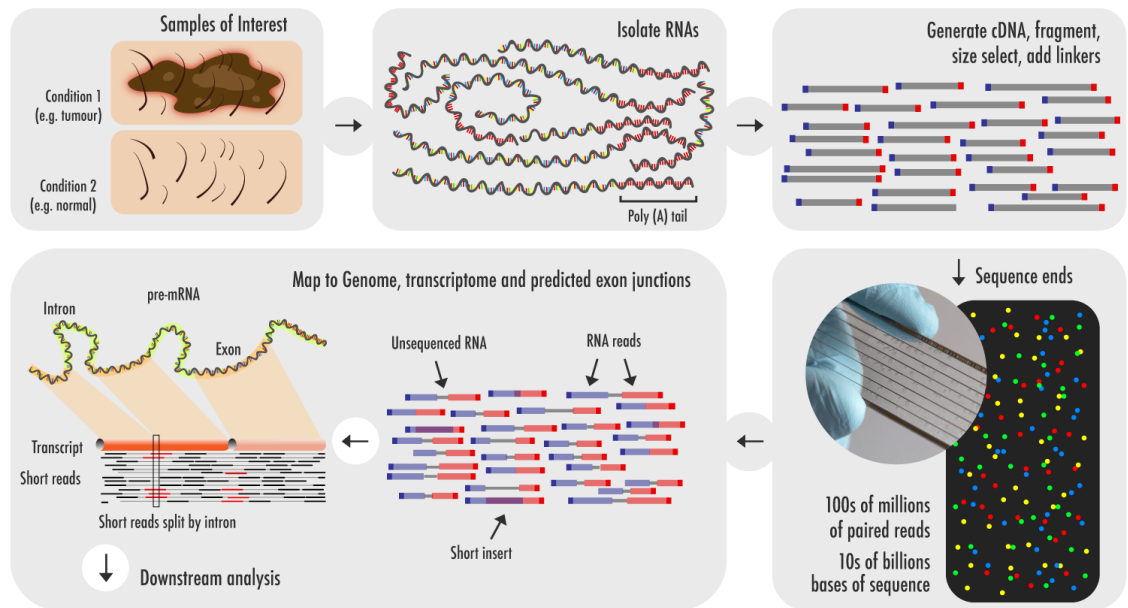 Samples of Interest
Condition 1
(e.g. tumour)
Condition 2
(e.g. normal)
Isolate RNAs
Poly (A) tail
Generate cDNA, fragment,
size select, add linkers
Sequence ends
100s of millions
of paired reads
10s of billions
bases of sequence
Map to Genome, transcriptome and predicted exon junctions
Unsequenced RNA
RNA reads
Short insert
pre-mRNA
Intron
Exon
Transcript
Short reads
Short reads split by intron
Downstream analysis